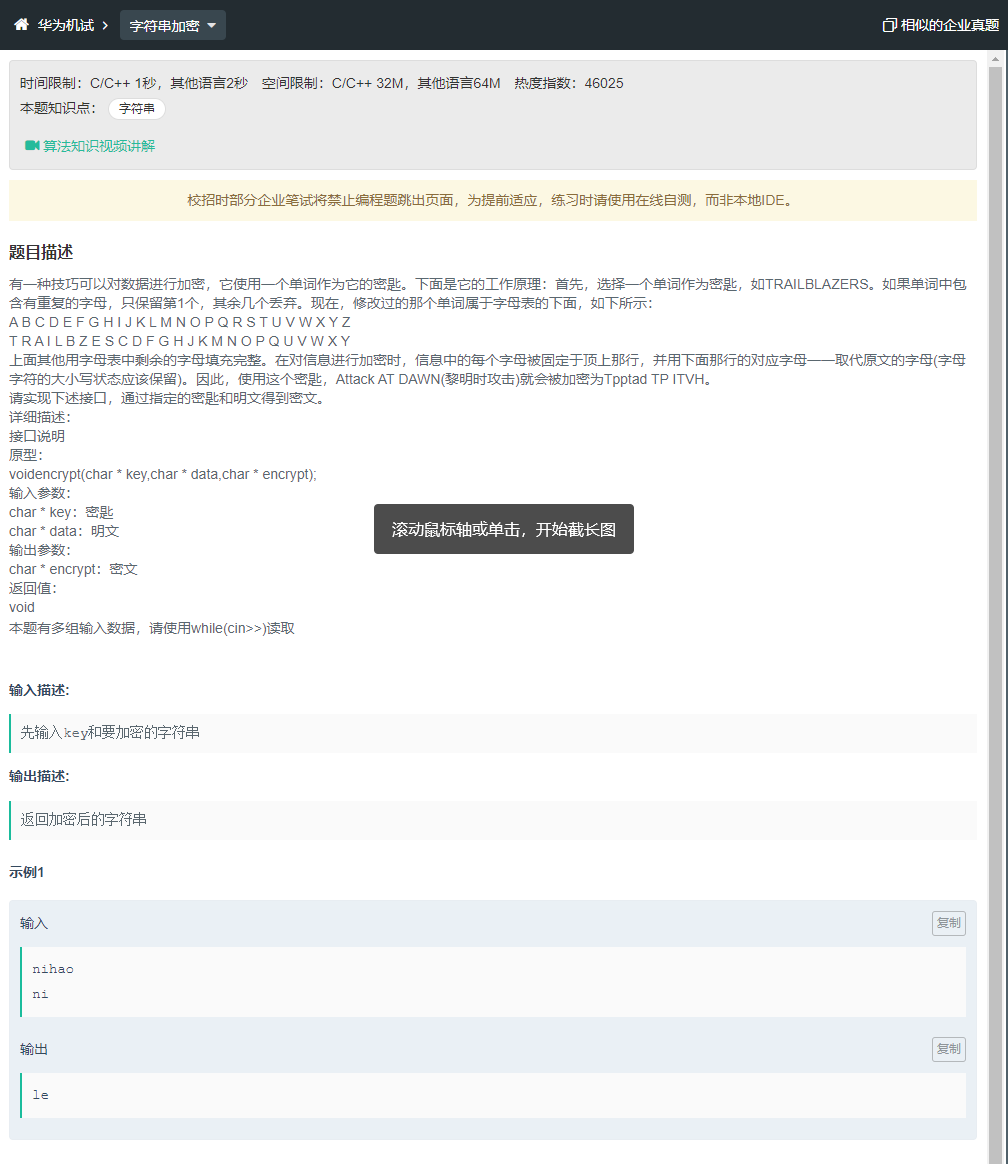 华为机试 > 字符串加密 相似的企业真题
时间限制：C/C++ 1秒，其他语言2秒 空间限制：C/C++ 32M，其他语言64M 热度指数：46025
本题知识点： 字符串
算法知识视频讲解
校招时部分企业笔试将禁止编程题跳出页面，为提前适应，练习时请使用在线自测，而非本地IDE。
题目描述
有一种技巧可以对数据进行加密，它使用一个单词作为它的密匙。下面是它的工作原理：首先，选择一个单词作为密匙，如TRAILBLAZERS。如果单词中包
含有重复的字母，只保留第1个，其余几个丢弃。现在，修改过的那个单词属于字母表的下面，如下所示：
A B C D E F G H I J K L M N O P Q R S T U V W X Y Z
T R A I L B Z E S C D F G H J K M N O P Q U V W X Y
上面其他用字母表中剩余的字母填充完整。在对信息进行加密时，信息中的每个字母被固定于顶上那行，并用下面那行的对应字母一一取代原文的字母(字母
字符的大小写状态应该保留)。因此，使用这个密匙，Attack AT DAWN(黎明时攻击)就会被加密为Tpptad TP ITVH。
请实现下述接口，通过指定的密匙和明文得到密文。
详细描述：
接口说明
原型：
voidencrypt(char * key,char * data,char * encrypt);
输入参数：
char * key：密匙
char * data：明文
输出参数：
char * encrypt：密文
返回值：
void
本题有多组输入数据，请使用while(cin>>)读取
滚动鼠标轴或单击，开始截长图
输入描述:
先输入key和要加密的字符串
输出描述:
返回加密后的字符串
示例1
输入 复制
nihao
ni
输出 复制
le